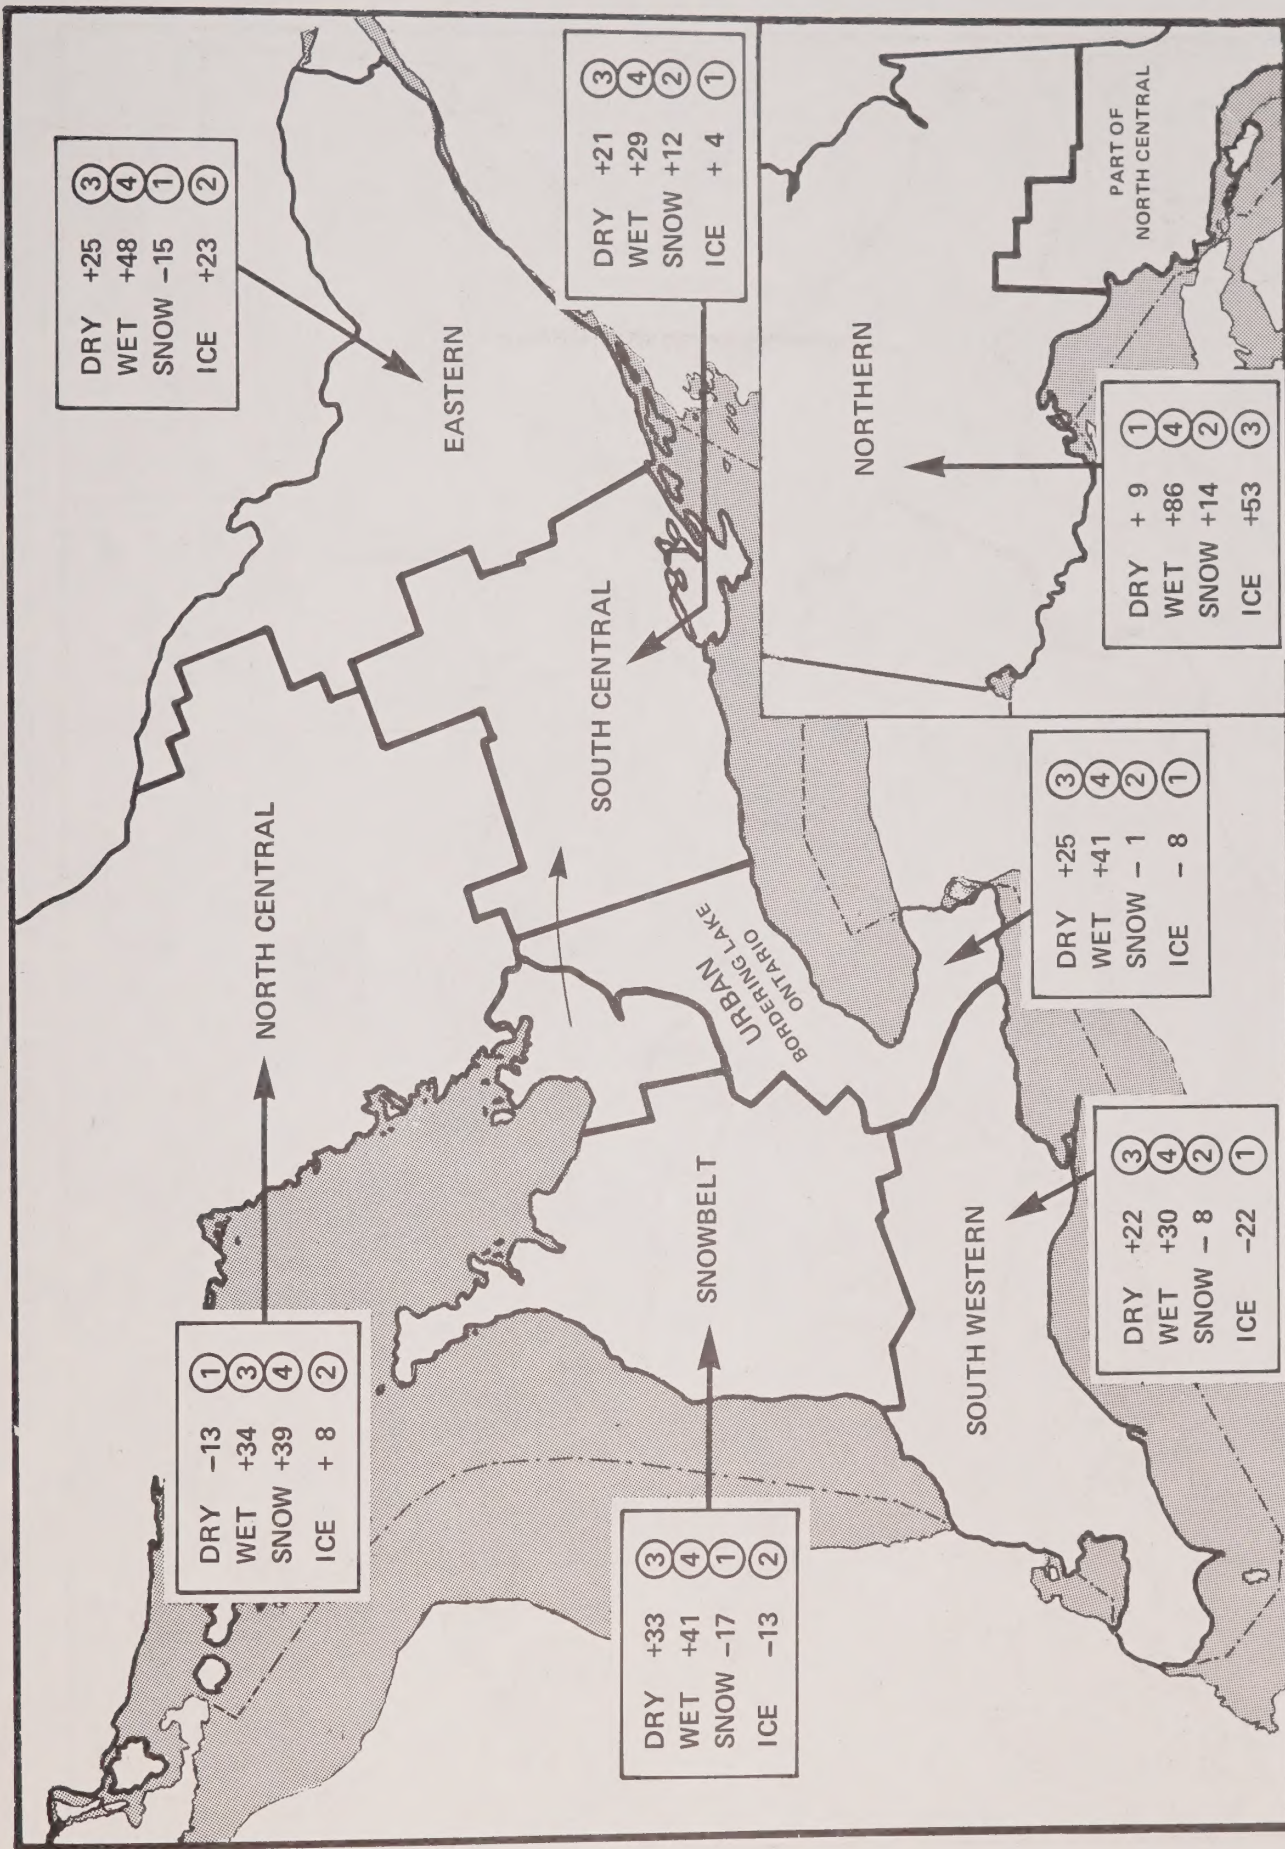 DRY +25 ③
WET +48 ④
SNOW -15 ①
ICE +23 ②
EASTERN
DRY +21 ③
WET +29 ④
SNOW +12 ②
ICE + 4 ①
SOUTH CENTRAL
DRY -13 ①
WET +34 ③
SNOW +39 ④
ICE + 8 ②
NORTH CENTRAL
URBAN
BORDERING LAKE
ONTARIO
DRY +25 ③
WET +41 ④
SNOW - 1 ②
ICE - 8 ①
DRY +33 ③
WET +41 ④
SNOW -17 ①
ICE -13 ②
SNOWBELT
SOUTH WESTERN
DRY +22 ③
WET +30 ④
SNOW - 8 ②
ICE -22 ①
NORTHERN
PART OF
NORTH CENTRAL
DRY + 9 ①
WET +86 ④
SNOW +14 ②
ICE +53 ③